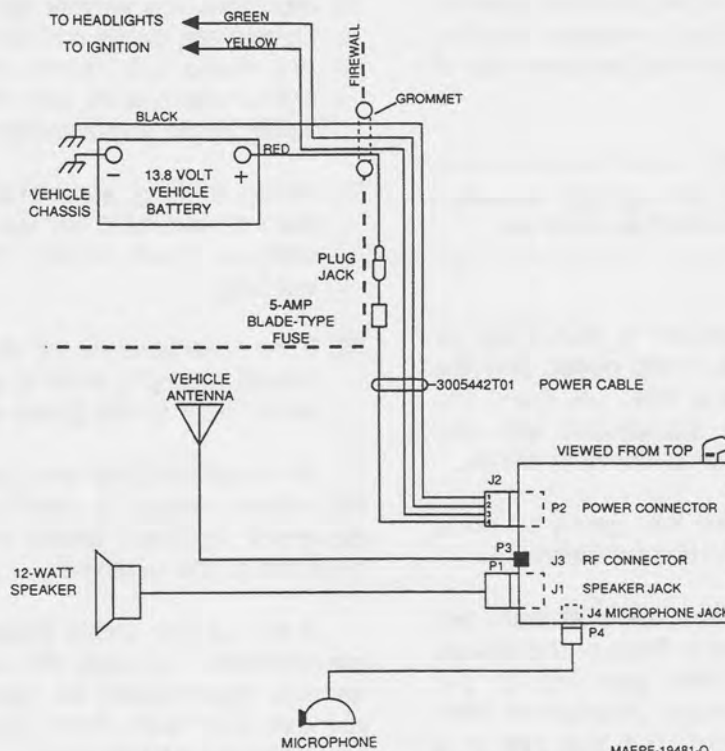 TO HEADLIGHTS
GREEN
TO IGNITION
YELLOW
FIREWALL
GROMMET
BLACK
RED
− 13.8 VOLT +
VEHICLE
BATTERY
VEHICLE
CHASSIS
PLUG
JACK
5-AMP
BLADE-TYPE
FUSE
VEHICLE
ANTENNA
3005442T01 POWER CABLE
VIEWED FROM TOP
J2
1
2
3
4
P2 POWER CONNECTOR
P3
J3 RF CONNECTOR
P1
J1 SPEAKER JACK
12-WATT
SPEAKER
J4 MICROPHONE JACK
P4
MICROPHONE